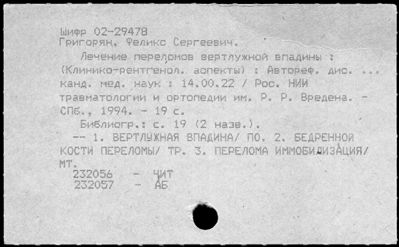 Шифр 02-29478
Григорян, Феликс Сергеевич.
Лечение переломов вертлужной впадины :
(Клинико-рентгенол. аспекты) : Автореф. дис. ...
канд. мед. наук : 14.00.22 / Рос. НИИ
травматологии и ортопедии им. Р. Р. Вредена. -
СПб., 1994. - 19 с.
Библиогр.: с. 19 (2 назв.).
-- 1. ВЕРТЛУЖНАЯ ВПАДИНА/ ПО. 2. БЕДРЕННОЙ
КОСТИ ПЕРЕЛОМЫ/ ТР. 3. ПЕРЕЛОМА ИММОБИЛИЗАЦИЯ/
МТ.
232056 - ЧИТ
232057 - АБ